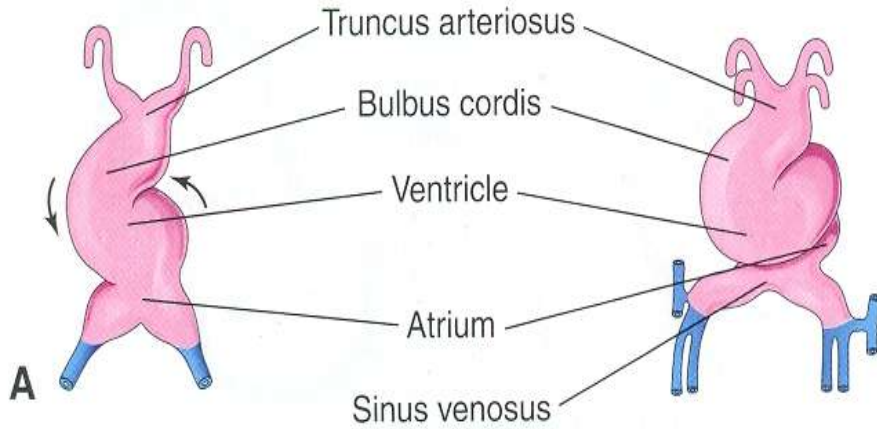 Truncus arteriosus
Bulbus cordis
Ventricle
Atrium
A
Sinus venosus